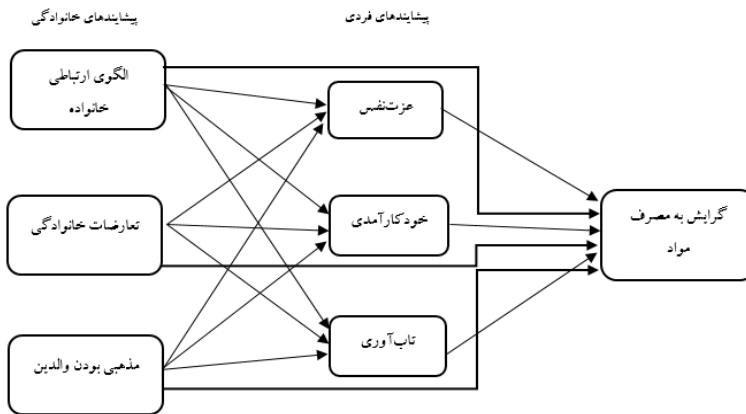 پیشایندهای فردی
پیشایندهای خانوادگی
الگوی ارتباطی
خانواده
عزت‌نفس
تعارضات خانوادگی
خودکارآمدی
گرایش به مصرف
مواد
تاب‌آوری
مذهبی بودن والدین